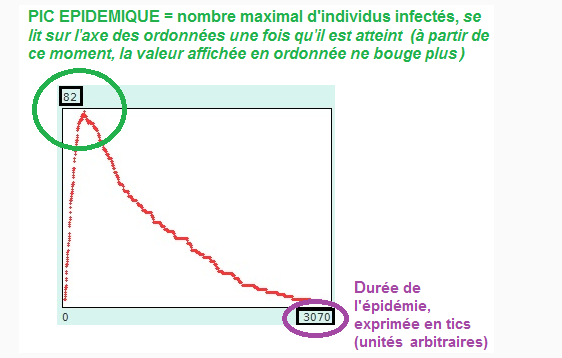 PIC EPIDEMIQUE = nombre maximal d'individus infectés, se
lit sur l'axe des ordonnées une fois qu'il est atteint (à partir de
ce moment, la valeur affichée en ordonnée ne bouge plus)
82
0
3070
Durée de
l'épidémie,
exprimée en tics
(unités arbitraires)